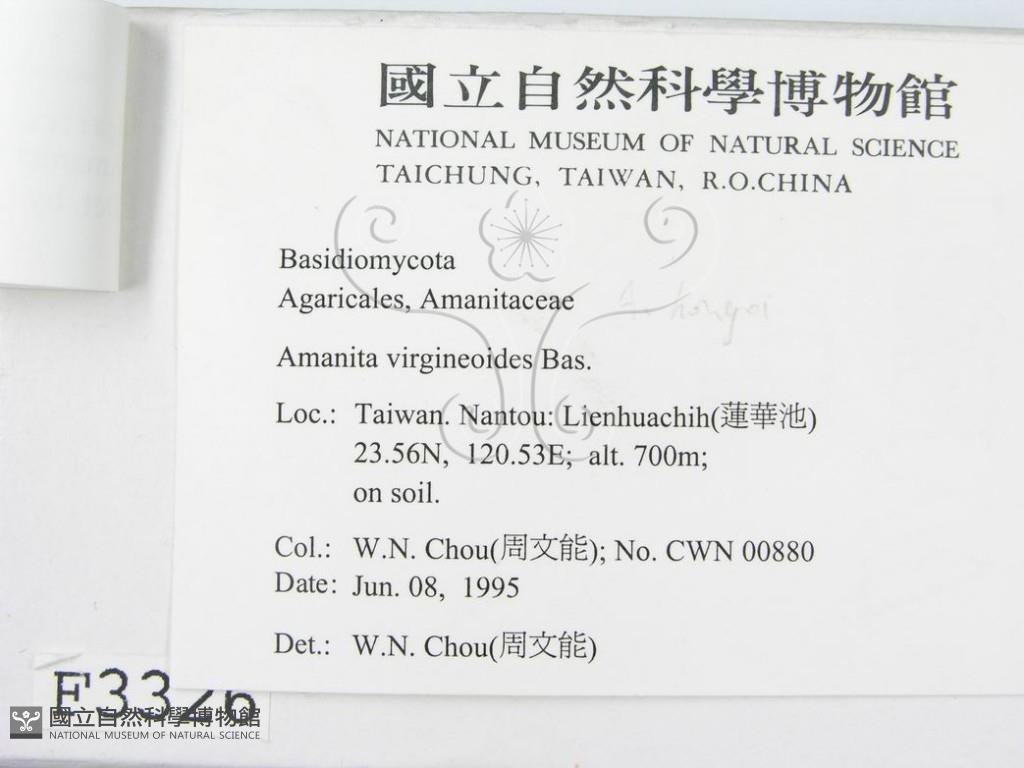 國立自然科學博物館
NATIONAL MUSEUM OF NATURAL SCIENCE
TAICHUNG, TAIWAN, R.O.CHINA
Basidiomycota
Agaricales, Amanitaceae
A. hongoi
Amanita virgineoides Bas.
Loc.: Taiwan. Nantou: Lienhuachih(蓮華池)
23.56N, 120.53E; alt. 700m;
on soil.
Col.: W.N. Chou(周文能); No. CWN 00880
Date: Jun. 08, 1995
Det.: W.N. Chou(周文能)
F3326
國立自然科學博物館
NATIONAL MUSEUM OF NATURAL SCIENCE